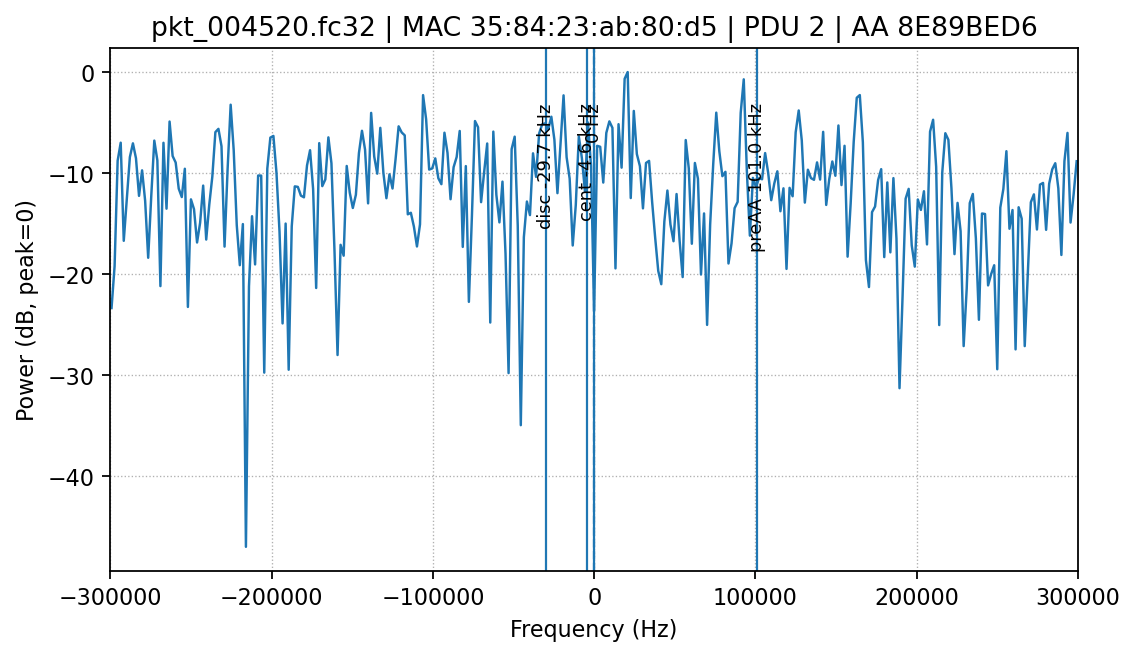 pkt_004520.fc32 | MAC 35:84:23:ab:80:d5 | PDU 2 | AA 8E89BED6
0
−10
−20
−30
−40
Power (dB, peak=0)
disc -29.7 kHz
cent -4.6 kHz
0 Hz
preAA 101.0 kHz
−300000
−200000
−100000
0
100000
200000
300000
Frequency (Hz)